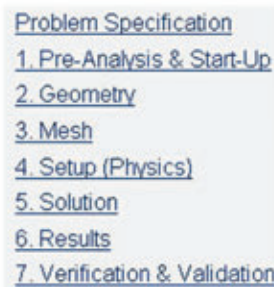 Problem Specification
1. Pre-Analysis & Start-Up
2. Geometry
3. Mesh
4. Setup (Physics)
5. Solution
6. Results
7. Verification & Validation